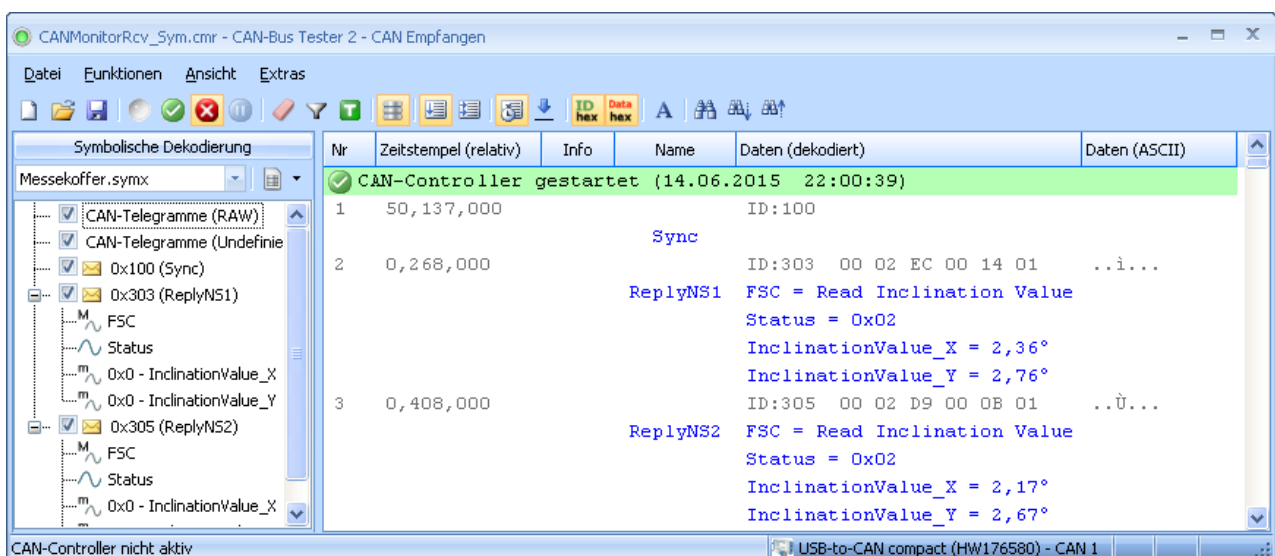 CANMonitorRcv_Sym.cmr - CAN-Bus Tester 2 - CAN Empfangen
Datei Funktionen Ansicht Extras
T ID hex Data hex A
Symbolische Dekodierung
Messekoffer.symx
CAN-Telegramme (RAW)
CAN-Telegramme (Undefinie
0x100 (Sync)
0x303 (ReplyNS1)
M FSC
Status
m 0x0 - InclinationValue_X
m 0x0 - InclinationValue_Y
0x305 (ReplyNS2)
M FSC
Status
m 0x0 - InclinationValue_X
Nr Zeitstempel (relativ) Info Name Daten (dekodiert) Daten (ASCII)
CAN-Controller gestartet (14.06.2015 22:00:39)
1 50,137,000 ID:100
Sync
2 0,268,000 ID:303 00 02 EC 00 14 01 ..ì...
ReplyNS1 FSC = Read Inclination Value
Status = 0x02
InclinationValue_X = 2,36°
InclinationValue_Y = 2,76°
3 0,408,000 ID:305 00 02 D9 00 0B 01 ..Ù...
ReplyNS2 FSC = Read Inclination Value
Status = 0x02
InclinationValue_X = 2,17°
InclinationValue_Y = 2,67°
CAN-Controller nicht aktiv USB-to-CAN compact (HW176580) - CAN 1